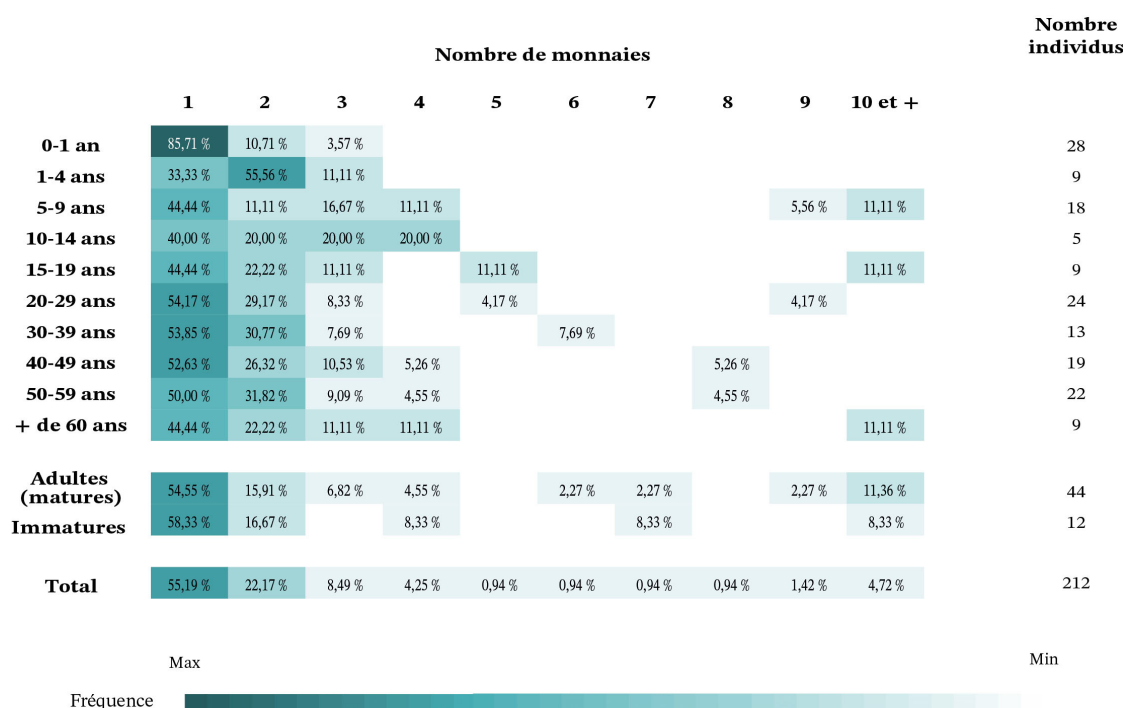 Nombre
individus
Nombre de monnaies
1 2 3 4 5 6 7 8 9 10 et +
0-1 an 85,71 % 10,71 % 3,57 % 28
1-4 ans 33,33 % 55,56 % 11,11 % 9
5-9 ans 44,44 % 11,11 % 16,67 % 11,11 % 5,56 % 11,11 % 18
10-14 ans 40,00 % 20,00 % 20,00 % 20,00 % 5
15-19 ans 44,44 % 22,22 % 11,11 % 11,11 % 11,11 % 9
20-29 ans 54,17 % 29,17 % 8,33 % 4,17 % 4,17 % 24
30-39 ans 53,85 % 30,77 % 7,69 % 7,69 % 13
40-49 ans 52,63 % 26,32 % 10,53 % 5,26 % 5,26 % 19
50-59 ans 50,00 % 31,82 % 9,09 % 4,55 % 4,55 % 22
+ de 60 ans 44,44 % 22,22 % 11,11 % 11,11 % 11,11 % 9
Adultes
(matures) 54,55 % 15,91 % 6,82 % 4,55 % 2,27 % 2,27 % 2,27 % 11,36 % 44
Immatures 58,33 % 16,67 % 8,33 % 8,33 % 8,33 % 12
Total 55,19 % 22,17 % 8,49 % 4,25 % 0,94 % 0,94 % 0,94 % 0,94 % 1,42 % 4,72 % 212
Max Min
Fréquence